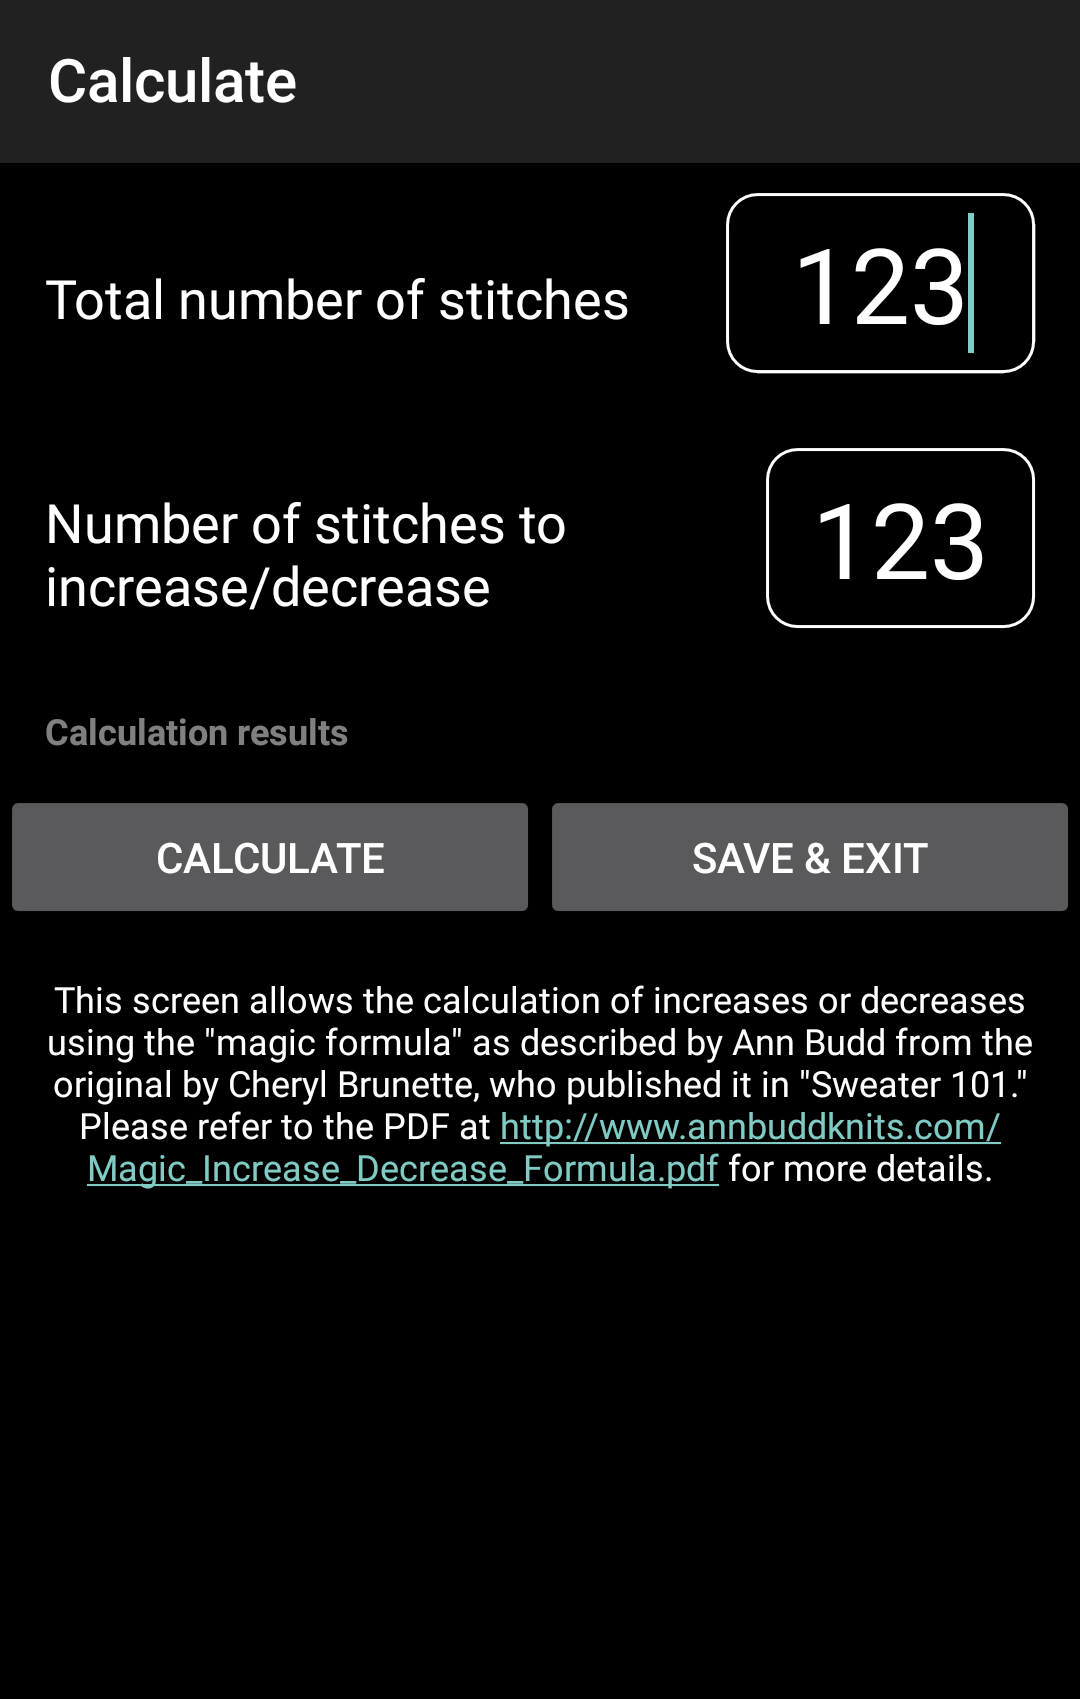 Calculate
Total number of stitches
123
Number of stitches to
increase/decrease
123
Calculation results
CALCULATE
SAVE & EXIT
This screen allows the calculation of increases or decreases
using the "magic formula" as described by Ann Budd from the
original by Cheryl Brunette, who published it in "Sweater 101."
Please refer to the PDF at http://www.annbuddknits.com/
Magic_Increase_Decrease_Formula.pdf for more details.